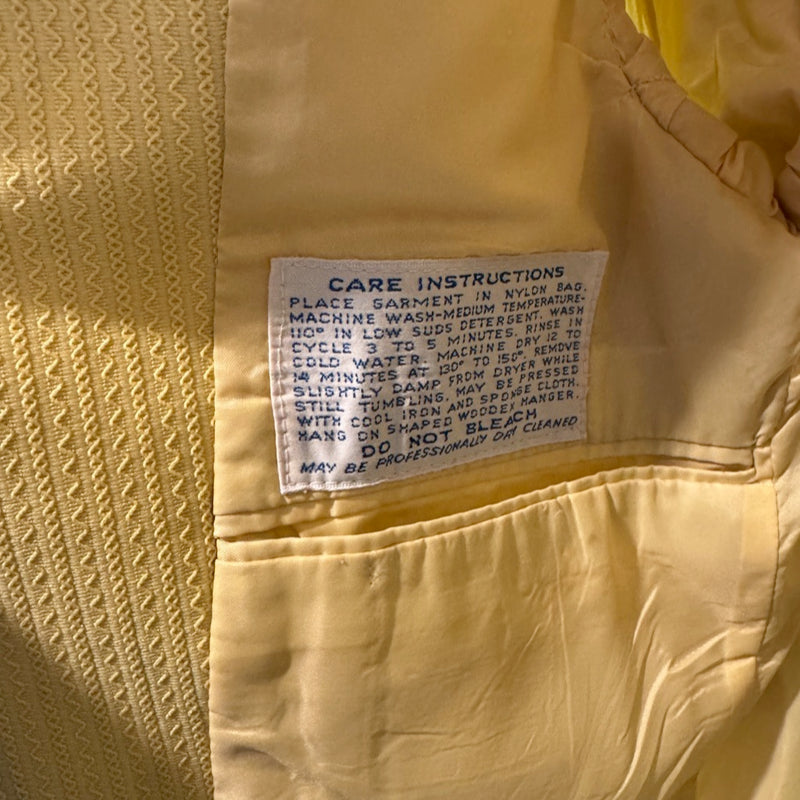 CARE INSTRUCTIONS
PLACE GARMENT IN NYLON BAG.
MACHINE WASH-MEDIUM TEMPERATURE-
110° IN LOW SUDS DETERGENT. WASH
CYCLE 3 TO 5 MINUTES. RINSE IN
COLD WATER. MACHINE DRY 12 TO
14 MINUTES AT 130° TO 150°. REMOVE
SLIGHTLY DAMP FROM DRYER WHILE
STILL TUMBLING. MAY BE PRESSED
WITH COOL IRON AND SPONGE CLOTH.
HANG ON SHAPED WOODEN HANGER.
DO NOT BLEACH
MAY BE PROFESSIONALLY DRY CLEANED